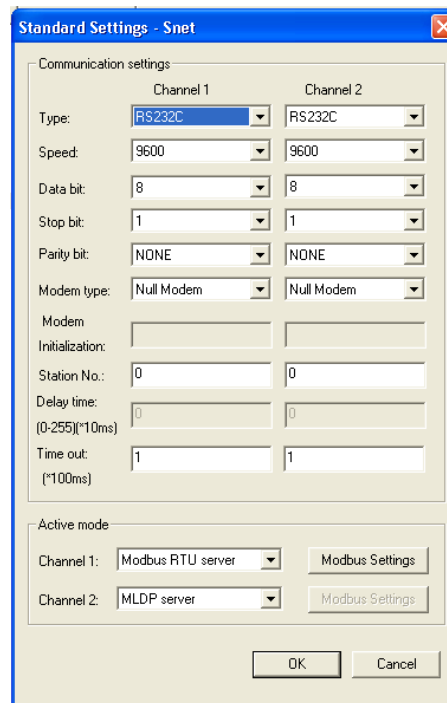 Standard Settings - Snet
Communication settings
Channel 1 Channel 2
Type: RS232C RS232C
Speed: 9600 9600
Data bit: 8 8
Stop bit: 1 1
Parity bit: NONE NONE
Modem type: Null Modem Null Modem
Modem
Initialization:
Station No.: 0 0
Delay time: 0 0
(0-255)(*10ms)
Time out: 1 1
(*100ms)
Active mode
Channel 1: Modbus RTU server Modbus Settings
Channel 2: MLDP server Modbus Settings
OK Cancel